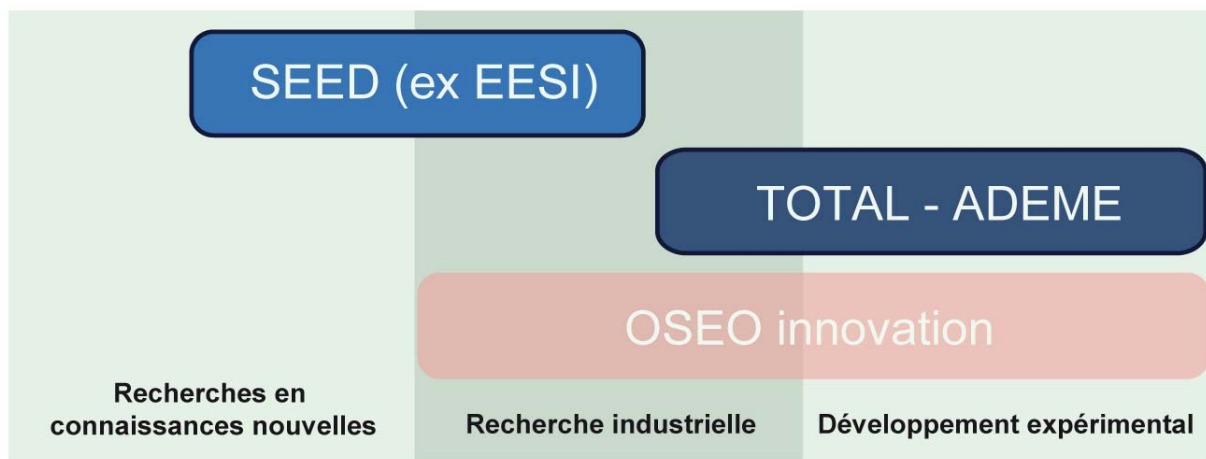 SEED (ex EESI)
TOTAL - ADEME
OSEO innovation
Recherches en
connaissances nouvelles
Recherche industrielle
Développement expérimental